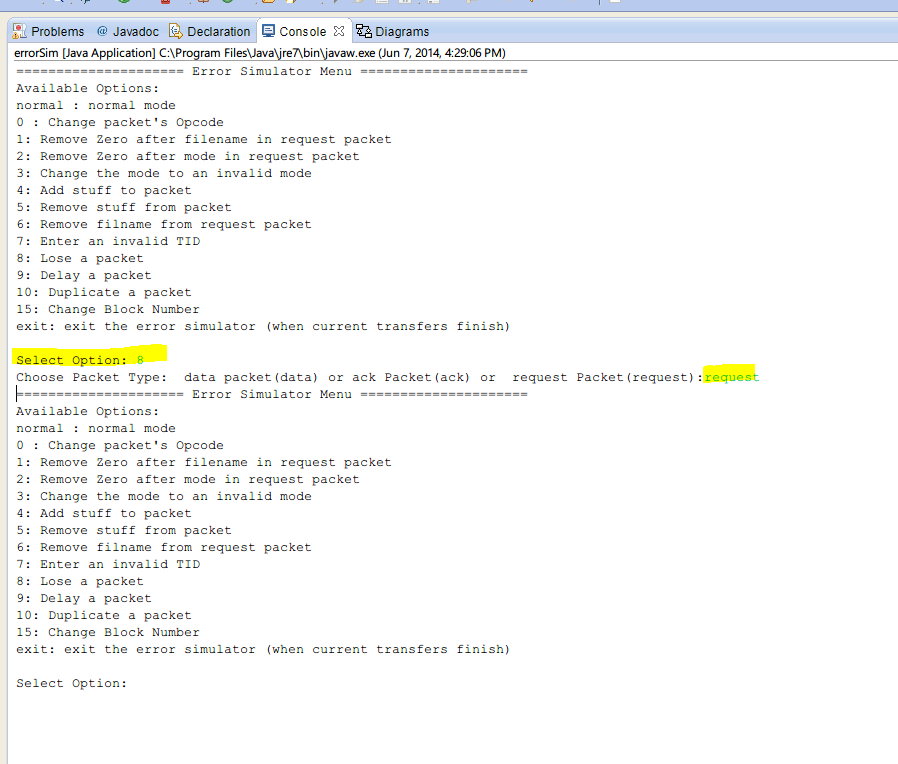 Problems @ Javadoc Declaration Console Diagrams
errorSim [Java Application] C:\Program Files\Java\jre7\bin\javaw.exe (Jun 7, 2014, 4:29:06 PM)
===================== Error Simulator Menu =====================
Available Options:
normal : normal mode
0 : Change packet's Opcode
1: Remove Zero after filename in request packet
2: Remove Zero after mode in request packet
3: Change the mode to an invalid mode
4: Add stuff to packet
5: Remove stuff from packet
6: Remove filname from request packet
7: Enter an invalid TID
8: Lose a packet
9: Delay a packet
10: Duplicate a packet
15: Change Block Number
exit: exit the error simulator (when current transfers finish)
Select Option: 8
Choose Packet Type:  data packet(data) or ack Packet(ack) or  request Packet(request):request
===================== Error Simulator Menu =====================
Available Options:
normal : normal mode
0 : Change packet's Opcode
1: Remove Zero after filename in request packet
2: Remove Zero after mode in request packet
3: Change the mode to an invalid mode
4: Add stuff to packet
5: Remove stuff from packet
6: Remove filname from request packet
7: Enter an invalid TID
8: Lose a packet
9: Delay a packet
10: Duplicate a packet
15: Change Block Number
exit: exit the error simulator (when current transfers finish)
Select Option: